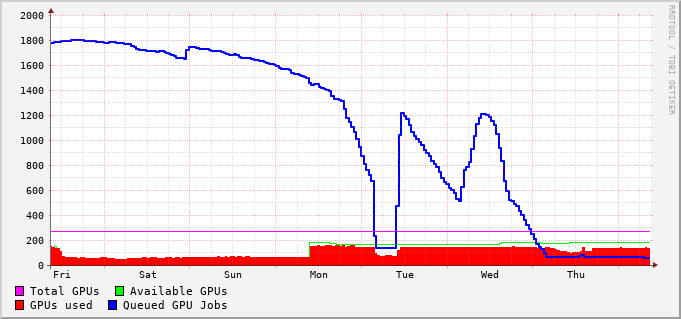 2000
1800
1600
1400
1200
1000
800
600
400
200
0
Fri Sat Sun Mon Tue Wed Thu
Total GPUs Available GPUs
GPUs used Queued GPU Jobs
RRDTOOL / TOBI OETIKER